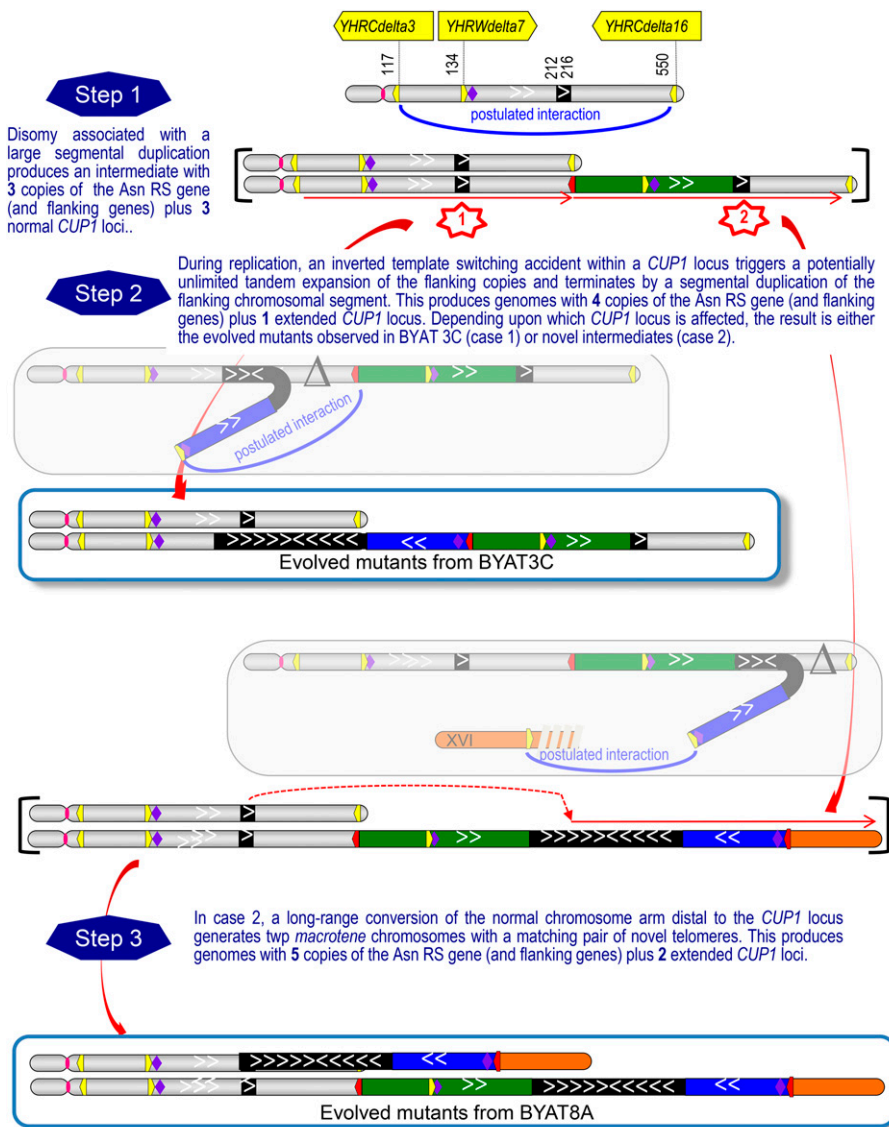 YHRCdelta3 YHRWdelta7 YHRCdelta16
117 134 212 216 550
postulated interaction
Step 1
Disomy associated with a
large segmental duplication
produces an intermediate with
3 copies of the Asn RS gene
(and flanking genes) plus 3
normal CUP1 loci..
1 2
Step 2
During replication, an inverted template switching accident within a CUP1 locus triggers a potentially
unlimited tandem expansion of the flanking copies and terminates by a segmental duplication of the
flanking chromosomal segment. This produces genomes with 4 copies of the Asn RS gene (and flanking
genes) plus 1 extended CUP1 locus. Depending upon which CUP1 locus is affected, the result is either
the evolved mutants observed in BYAT 3C (case 1) or novel intermediates (case 2).
Δ
postulated interaction
Evolved mutants from BYAT3C
Δ
XVI
postulated interaction
Step 3
In case 2, a long-range conversion of the normal chromosome arm distal to the CUP1 locus
generates twp macrotene chromosomes with a matching pair of novel telomeres. This produces
genomes with 5 copies of the Asn RS gene (and flanking genes) plus 2 extended CUP1 loci.
Evolved mutants from BYAT8A